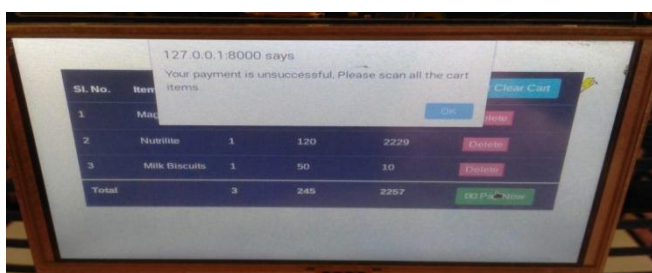 127.0.0.1:8000 says
Your payment is unsuccessful, Please scan all the cart
items.
OK
Clear Cart
Sl. No.
1
2 Nutrilite 1 120 2229 Delete
3 Milk Biscuits 1 50 10 Delete
Total 3 245 2257 Now